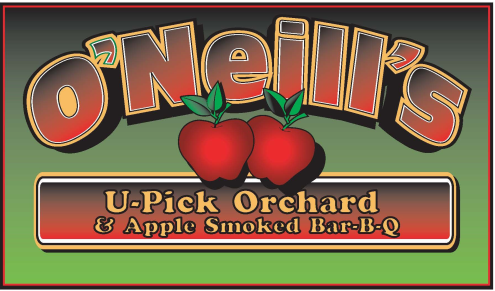 O'Neill's
U-Pick Orchard
& Apple Smoked Bar-B-Q